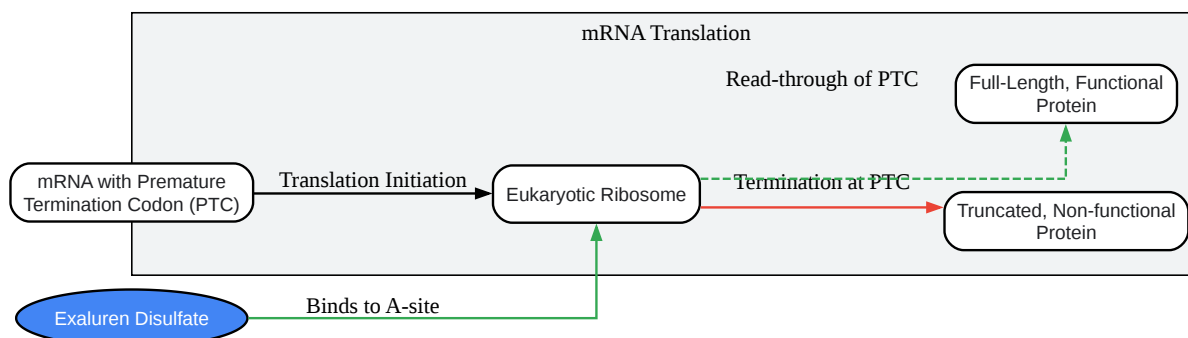 mRNA Translation
Read-through of PTC
Full-Length, Functional
Protein
mRNA with Premature
Termination Codon (PTC)
Translation Initiation
Eukaryotic Ribosome
Termination at PTC
Truncated, Non-functional
Protein
Exaluren Disulfate
Binds to A-site